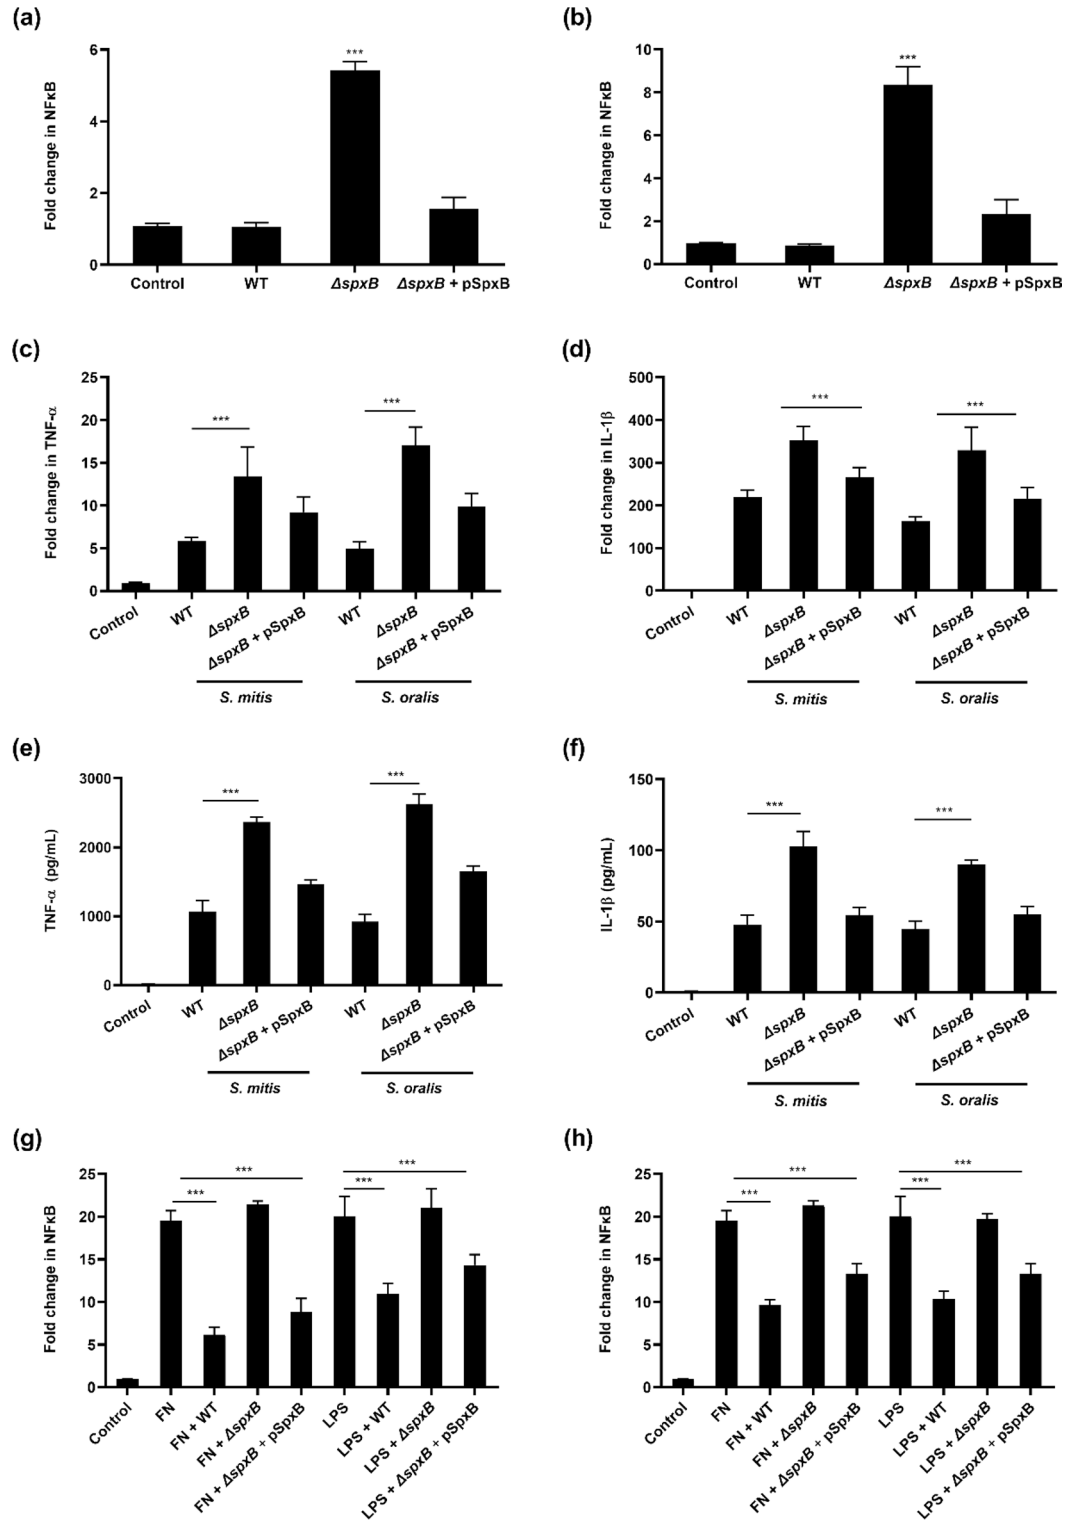 (a)
Fold change in NFκB
6
4
2
0
***
Control
WT
ΔspxB
ΔspxB + pSpxB
(b)
Fold change in NFκB
10
8
6
4
2
0
***
Control
WT
ΔspxB
ΔspxB + pSpxB
(c)
Fold change in TNF-α
25
20
15
10
5
0
***
***
Control
WT
ΔspxB
ΔspxB + pSpxB
WT
ΔspxB
ΔspxB + pSpxB
S. mitis
S. oralis
(d)
Fold change in IL-1β
500
400
300
200
100
0
***
***
Control
WT
ΔspxB
ΔspxB + pSpxB
WT
ΔspxB
ΔspxB + pSpxB
S. mitis
S. oralis
(e)
TNF-α (pg/mL)
3000
2000
1000
0
***
***
Control
WT
ΔspxB
ΔspxB + pSpxB
WT
ΔspxB
ΔspxB + pSpxB
S. mitis
S. oralis
(f)
IL-1β (pg/mL)
150
100
50
0
***
***
Control
WT
ΔspxB
ΔspxB + pSpxB
WT
ΔspxB
ΔspxB + pSpxB
S. mitis
S. oralis
(g)
Fold change in NFκB
25
20
15
10
5
0
***
***
***
***
Control
FN
FN + WT
FN + ΔspxB
FN + ΔspxB + pSpxB
LPS
LPS + WT
LPS + ΔspxB
LPS + ΔspxB + pSpxB
(h)
Fold change in NFκB
25
20
15
10
5
0
***
***
***
***
Control
FN
FN + WT
FN + ΔspxB
FN + ΔspxB + pSpxB
LPS
LPS + WT
LPS + ΔspxB
LPS + ΔspxB + pSpxB